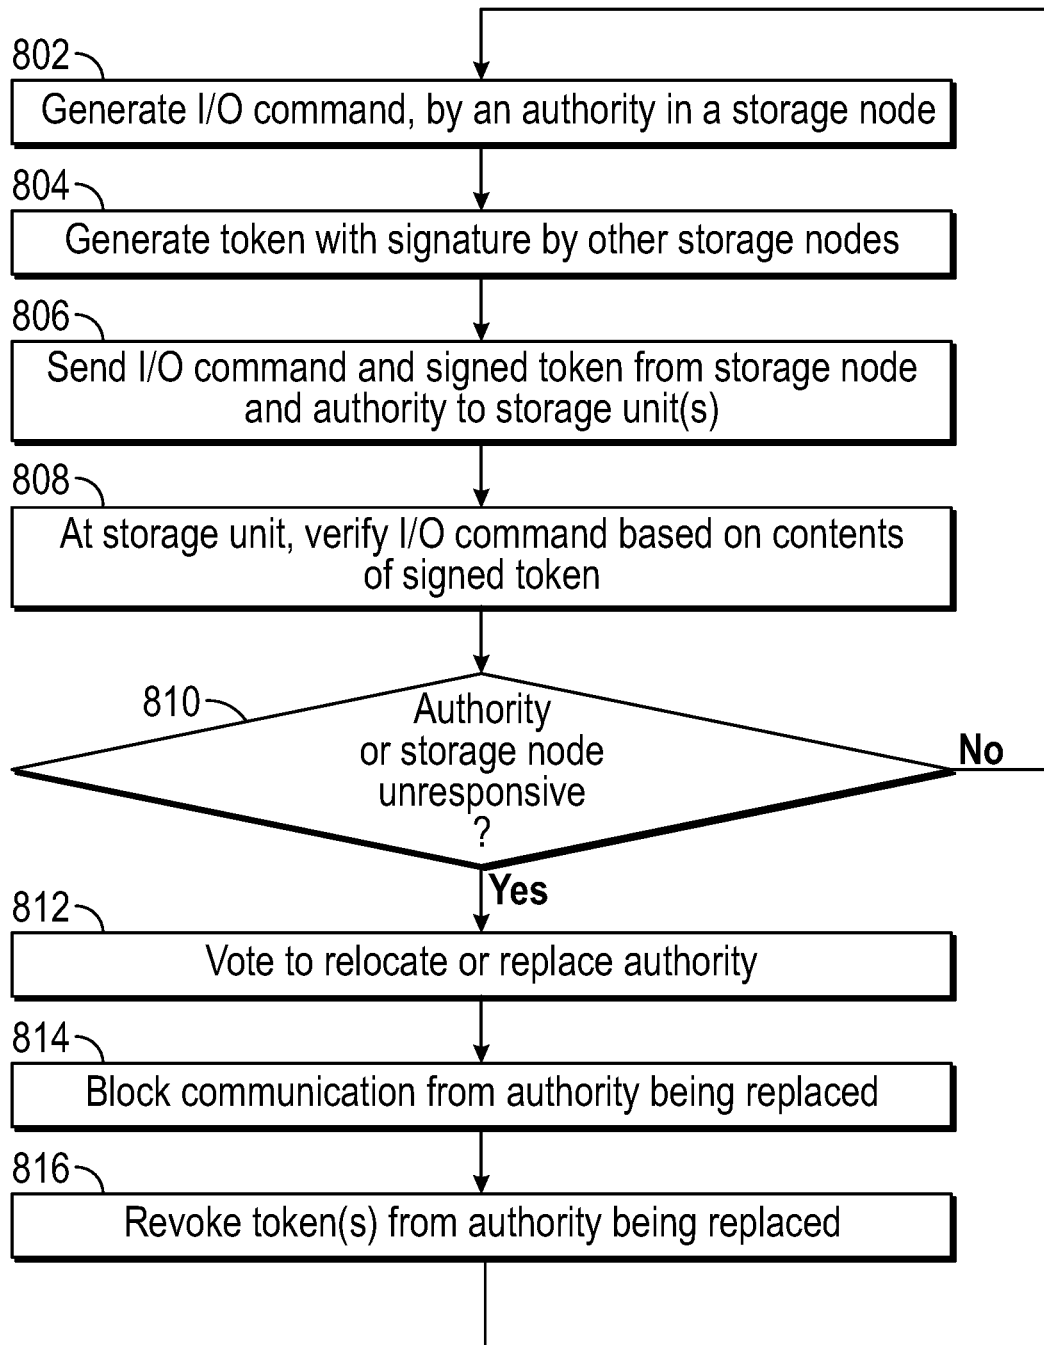 802
Generate I/O command, by an authority in a storage node
804
Generate token with signature by other storage nodes
806
Send I/O command and signed token from storage node
and authority to storage unit(s)
808
At storage unit, verify I/O command based on contents
of signed token
810
Authority
or storage node
unresponsive
?
No
Yes
812
Vote to relocate or replace authority
814
Block communication from authority being replaced
816
Revoke token(s) from authority being replaced